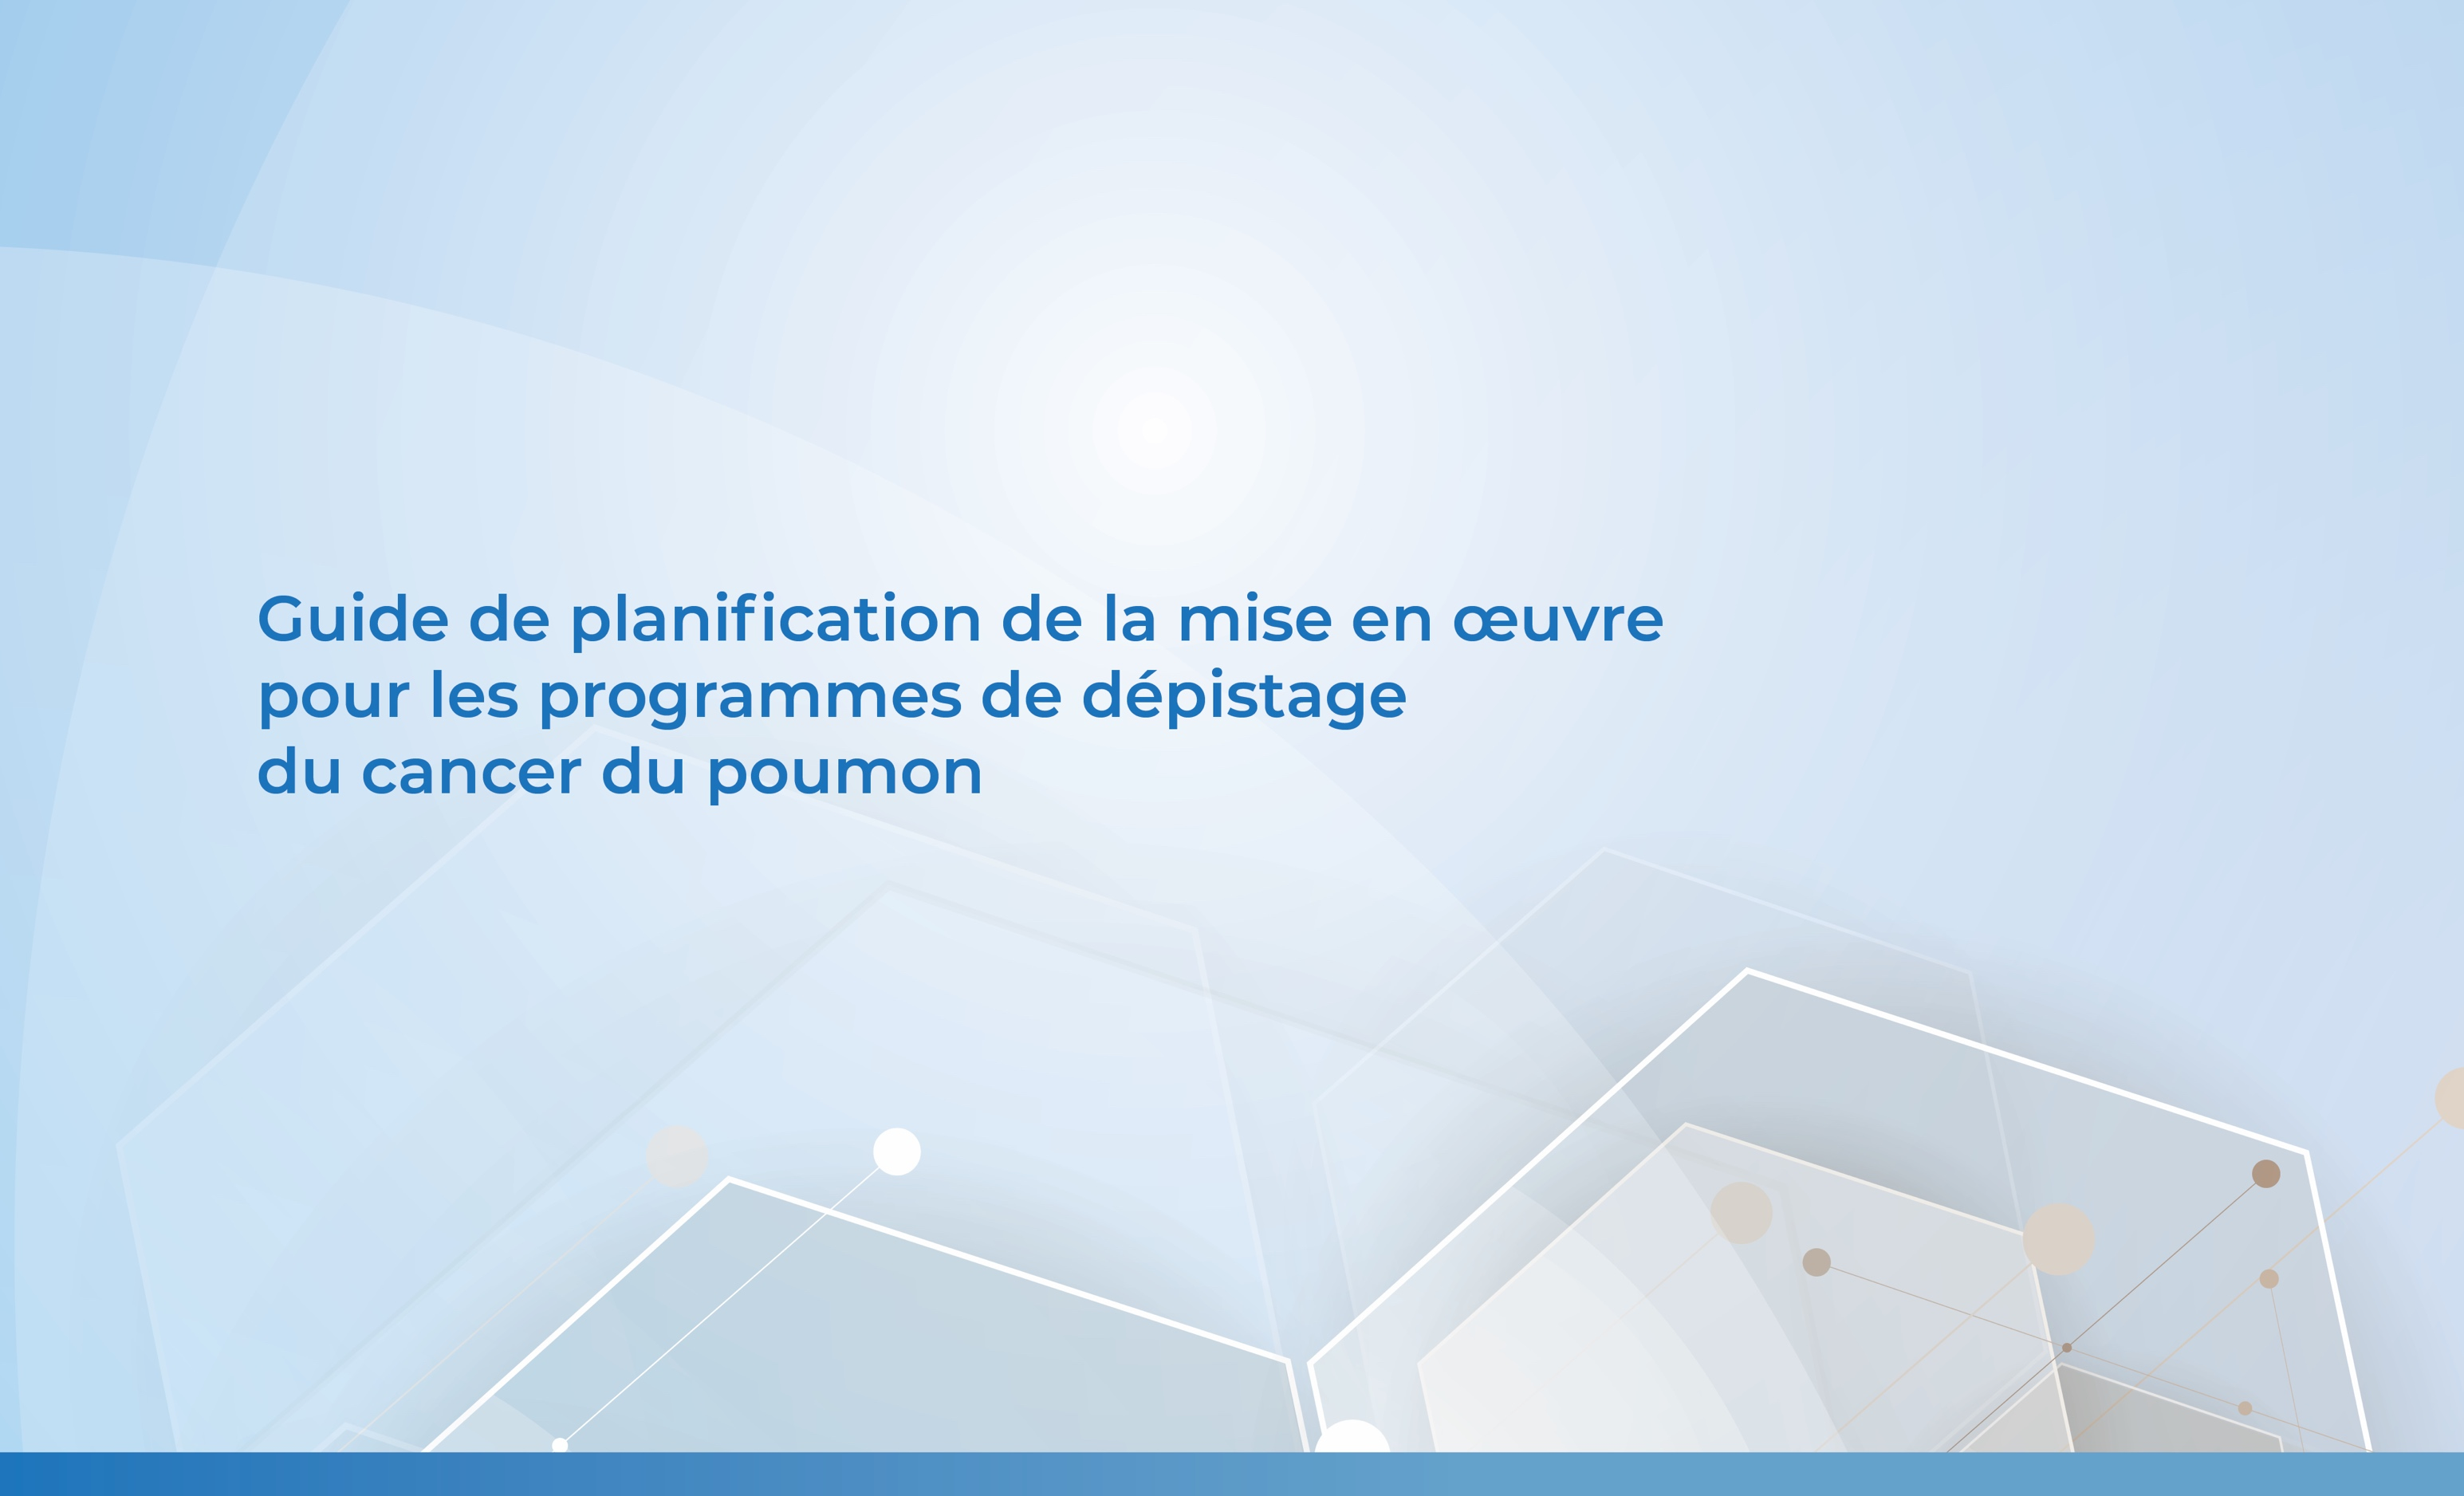 Guide de planification de la mise en œuvre
pour les programmes de dépistage
du cancer du poumon